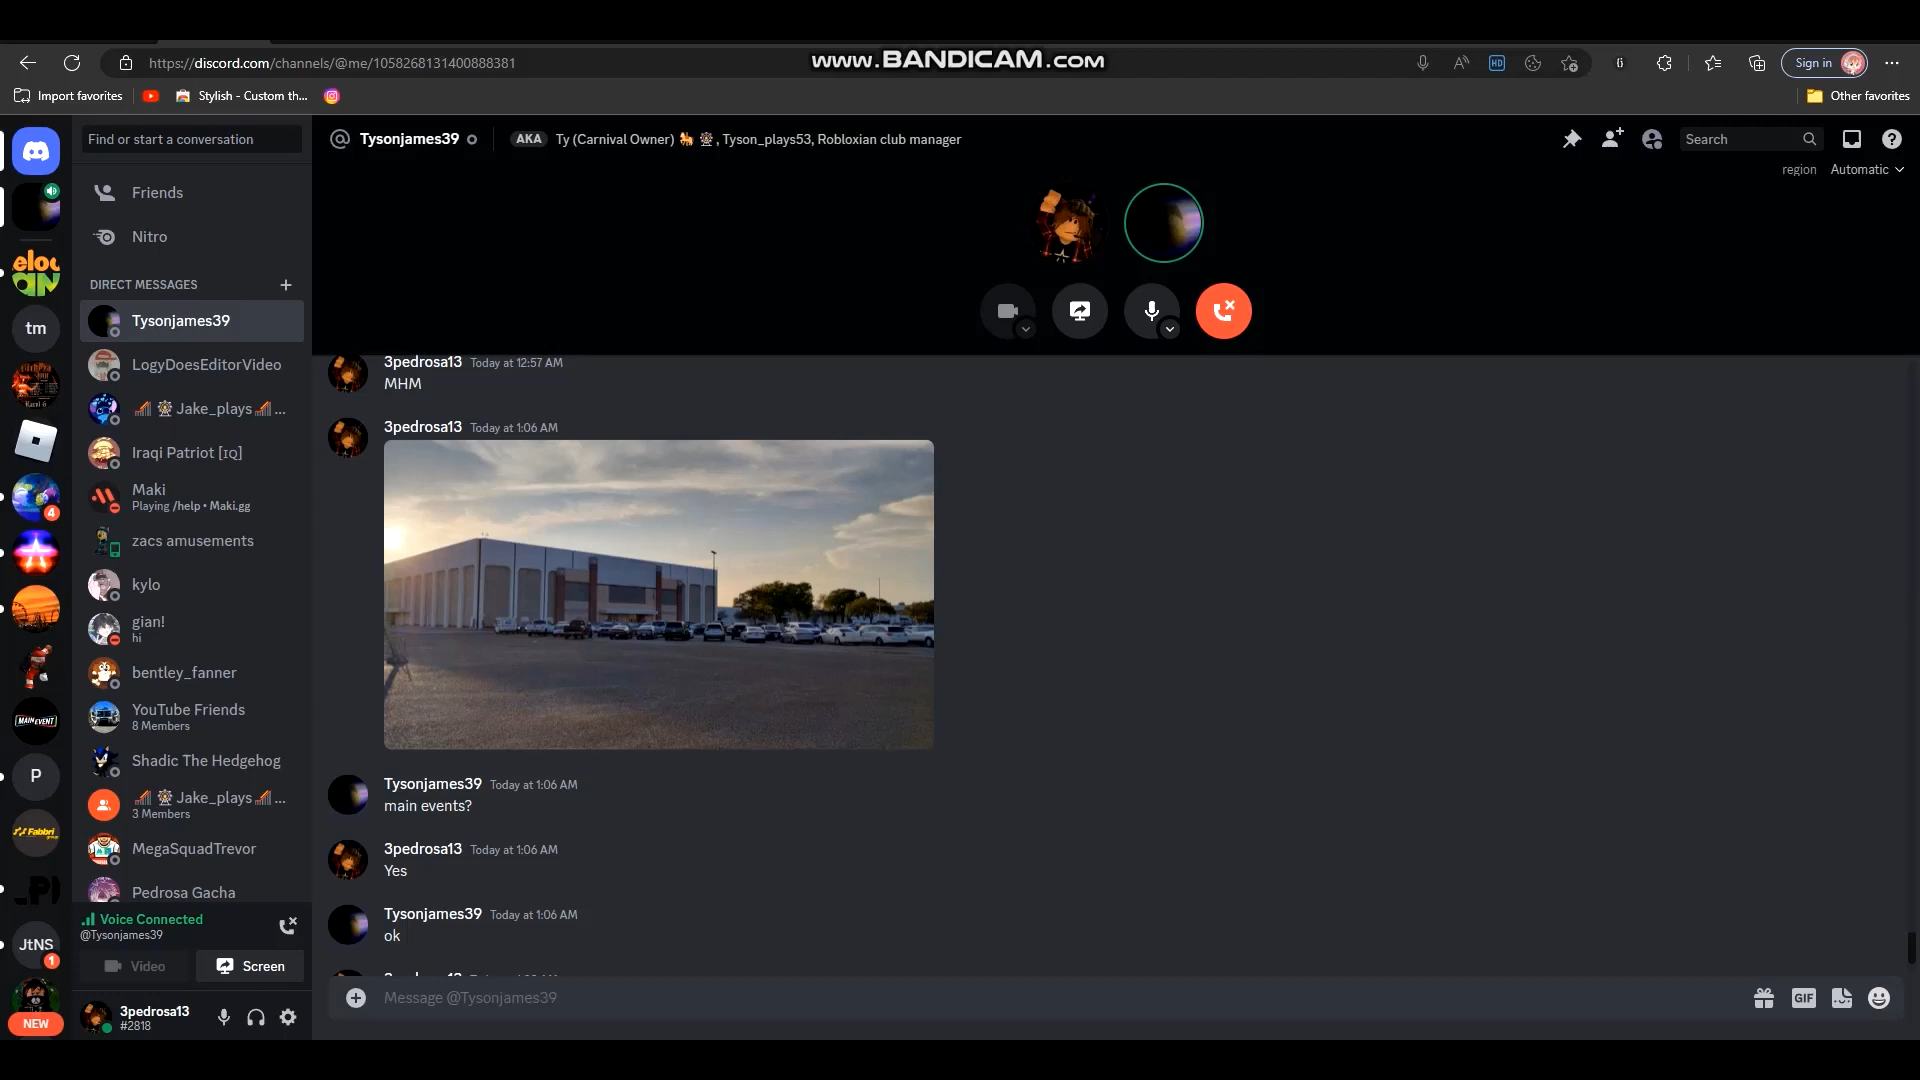 www.BANDICAM.com
https://discord.com/channels/@me/1058268131400888381
HD
Sign in
Import favorites
Stylish - Custom th...
Other favorites
Find or start a conversation
Tysonjames39
AKA Ty (Carnival Owner) 🐫 🎡, Tyson_plays53, Robloxian club manager
Search
region Automatic
Friends
Nitro
DIRECT MESSAGES
Tysonjames39
LogyDoesEditorVideo
🎢 🎡Jake_plays🎢...
Iraqi Patriot [IQ]
Maki
Playing /help • Maki.gg
zacs amusements
kylo
gian!
hi
bentley_fanner
YouTube Friends
8 Members
Shadic The Hedgehog
🎢 🎡Jake_plays🎢...
3 Members
MegaSquadTrevor
Pedrosa Gacha
Voice Connected
@Tysonjames39
Video
Screen
3pedrosa13
#2818
tm
4
MAIN EVENT
P
Fabbri
JtNS
1
NEW
3pedrosa13 Today at 12:57 AM
MHM
3pedrosa13 Today at 1:06 AM
Tysonjames39 Today at 1:06 AM
main events?
3pedrosa13 Today at 1:06 AM
Yes
Tysonjames39 Today at 1:06 AM
ok
Message @Tysonjames39
GIF